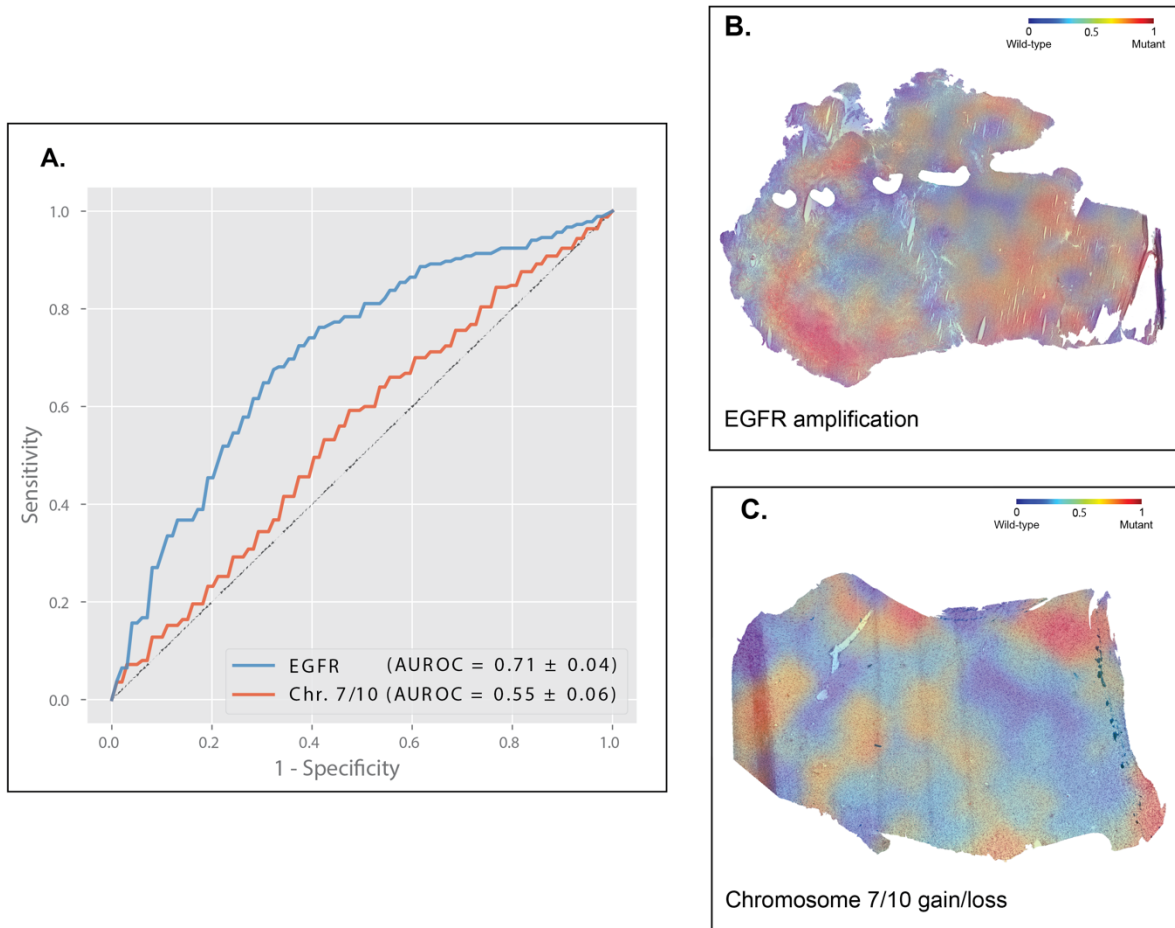 A.
1.0
0.8
0.6
0.4
0.2
0.0
Sensitivity
EGFR (AUROC = 0.71 ± 0.04)
Chr. 7/10 (AUROC = 0.55 ± 0.06)
0.0 0.2 0.4 0.6 0.8 1.0
1 - Specificity
B.
0 0.5 1
Wild-type Mutant
EGFR amplification
C.
0 0.5 1
Wild-type Mutant
Chromosome 7/10 gain/loss